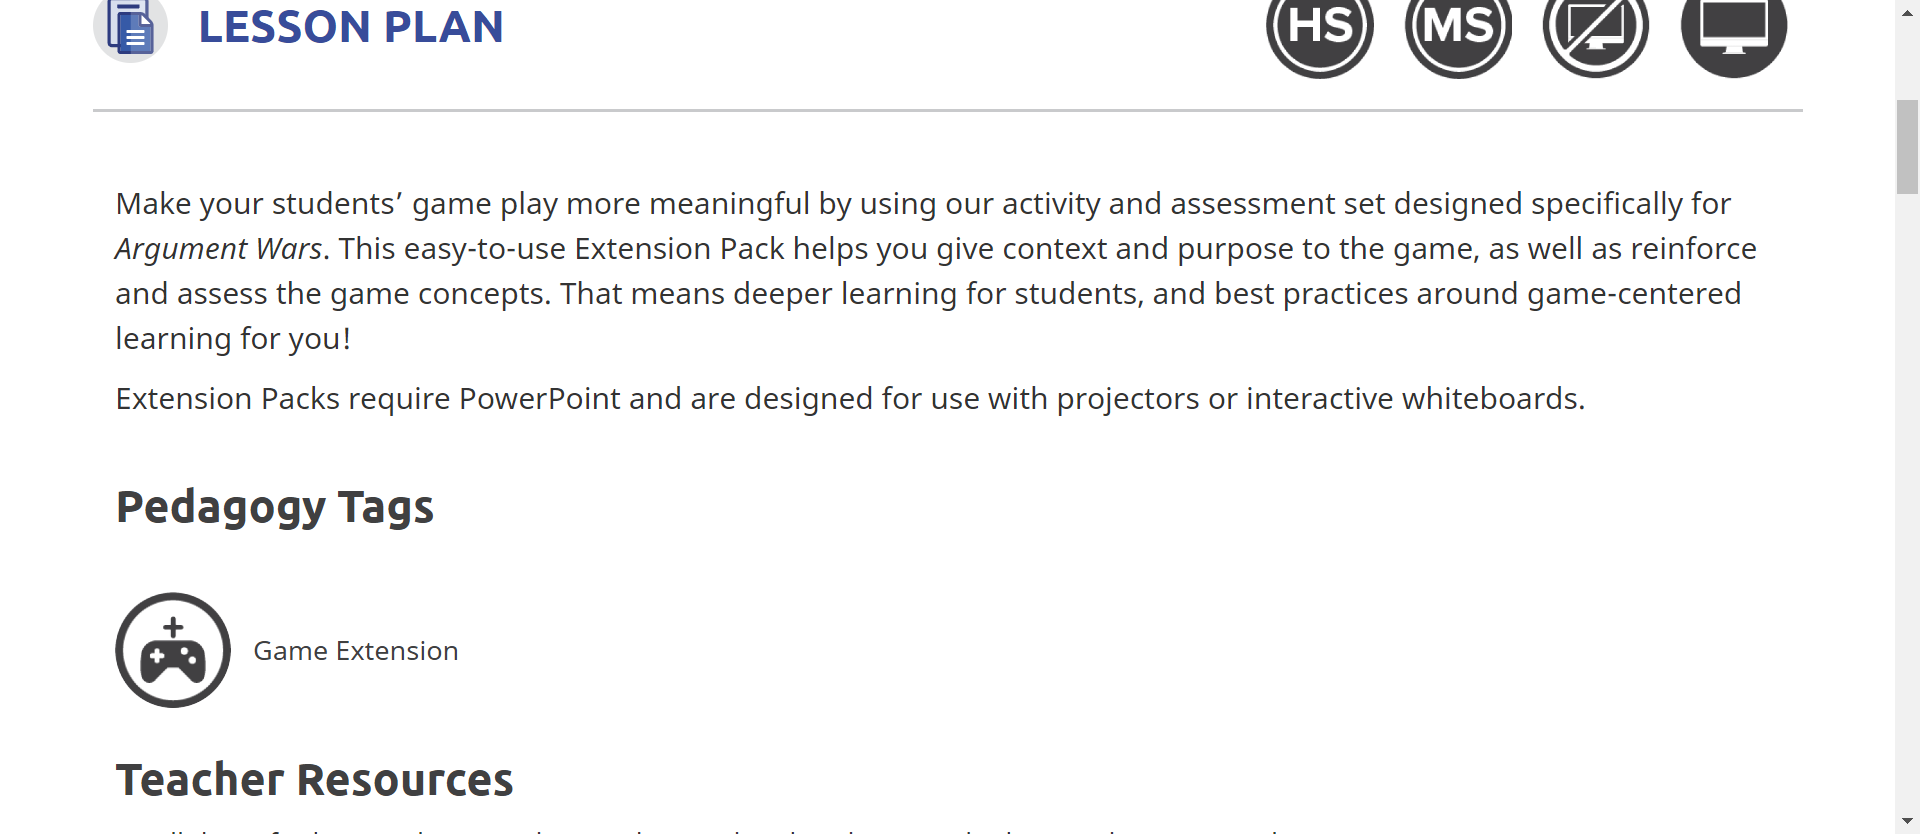 LESSON PLAN
HS
MS
Make your students’ game play more meaningful by using our activity and assessment set designed specifically for
Argument Wars. This easy-to-use Extension Pack helps you give context and purpose to the game, as well as reinforce
and assess the game concepts. That means deeper learning for students, and best practices around game-centered
learning for you!
Extension Packs require PowerPoint and are designed for use with projectors or interactive whiteboards.
Pedagogy Tags
Game Extension
Teacher Resources